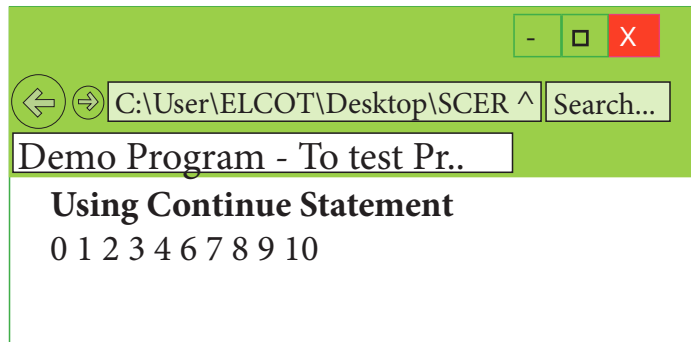 - □ X
C:\User\ELCOT\Desktop\SCER ^ Search...
Demo Program - To test Pr..
Using Continue Statement
0 1 2 3 4 6 7 8 9 10